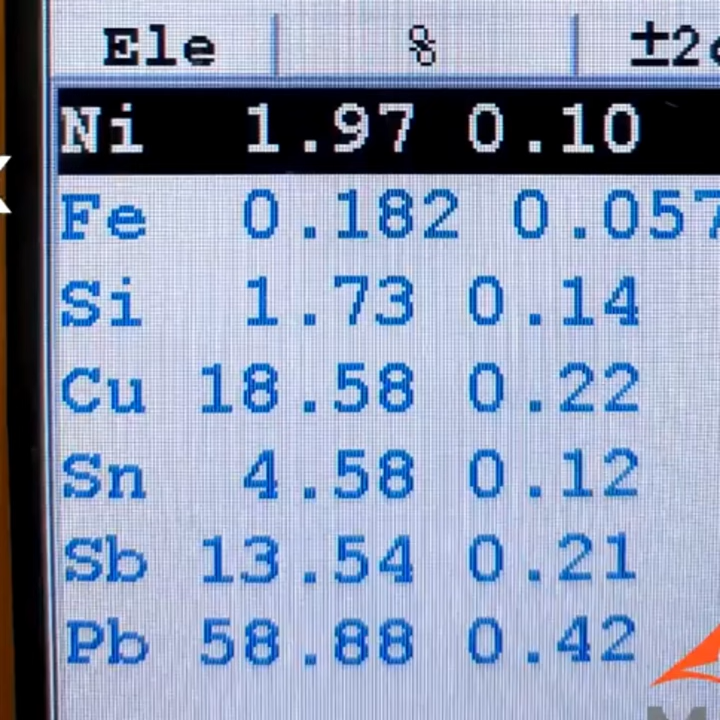 Ele % ±2σ
Ni 1.97 0.10
Fe 0.182 0.057
Si 1.73 0.14
Cu 18.58 0.22
Sn 4.58 0.12
Sb 13.54 0.21
Pb 58.88 0.42